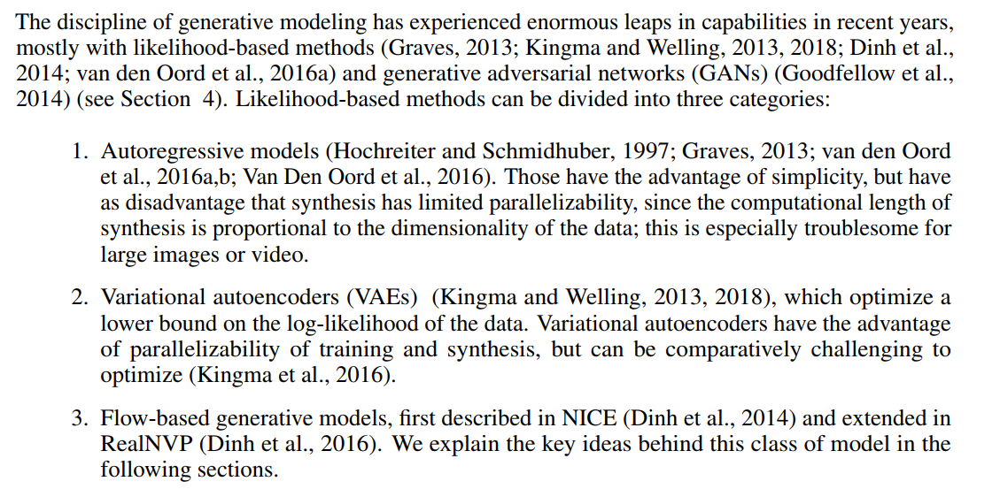 The discipline of generative modeling has experienced enormous leaps in capabilities in recent years,
mostly with likelihood-based methods (Graves, 2013; Kingma and Welling, 2013, 2018; Dinh et al.,
2014; van den Oord et al., 2016a) and generative adversarial networks (GANs) (Goodfellow et al.,
2014) (see Section 4). Likelihood-based methods can be divided into three categories:
1. Autoregressive models (Hochreiter and Schmidhuber, 1997; Graves, 2013; van den Oord
et al., 2016a,b; Van Den Oord et al., 2016). Those have the advantage of simplicity, but have
as disadvantage that synthesis has limited parallelizability, since the computational length of
synthesis is proportional to the dimensionality of the data; this is especially troublesome for
large images or video.
2. Variational autoencoders (VAEs) (Kingma and Welling, 2013, 2018), which optimize a
lower bound on the log-likelihood of the data. Variational autoencoders have the advantage
of parallelizability of training and synthesis, but can be comparatively challenging to
optimize (Kingma et al., 2016).
3. Flow-based generative models, first described in NICE (Dinh et al., 2014) and extended in
RealNVP (Dinh et al., 2016). We explain the key ideas behind this class of model in the
following sections.